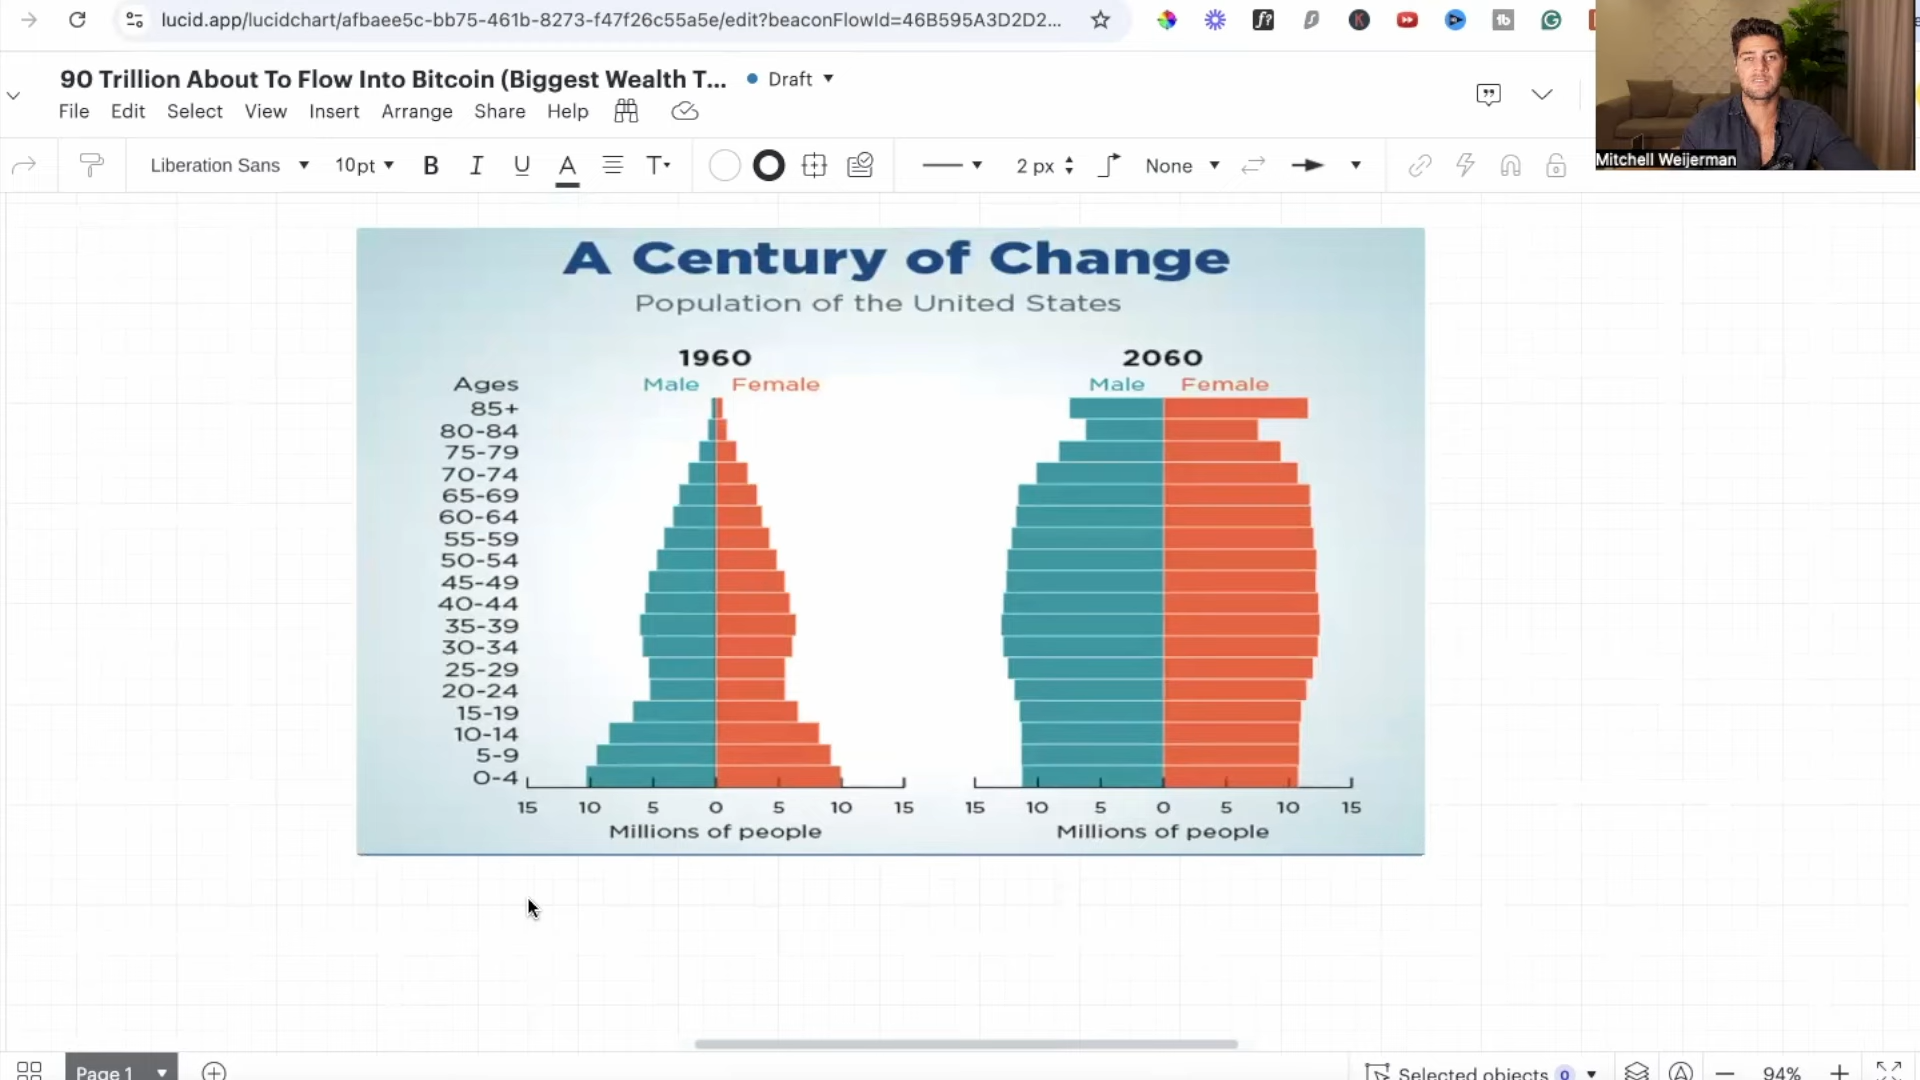 lucid.app/lucidchart/afbaee5c-bb75-461b-8273-f47f26c55a5e/edit?beaconFlowId=46B595A3D2D2...
90 Trillion About To Flow Into Bitcoin (Biggest Wealth T...
Draft
File Edit Select View Insert Arrange Share Help
Liberation Sans 10pt B I U A T 2 px None
Mitchell Weijerman
A Century of Change
Population of the United States
1960 2060
Ages Male Female Male Female
85+
80-84
75-79
70-74
65-69
60-64
55-59
50-54
45-49
40-44
35-39
30-34
25-29
20-24
15-19
10-14
5-9
0-4
15 10 5 0 5 10 15 15 10 5 0 5 10 15
Millions of people Millions of people
Page 1 Selected objects 0 94%